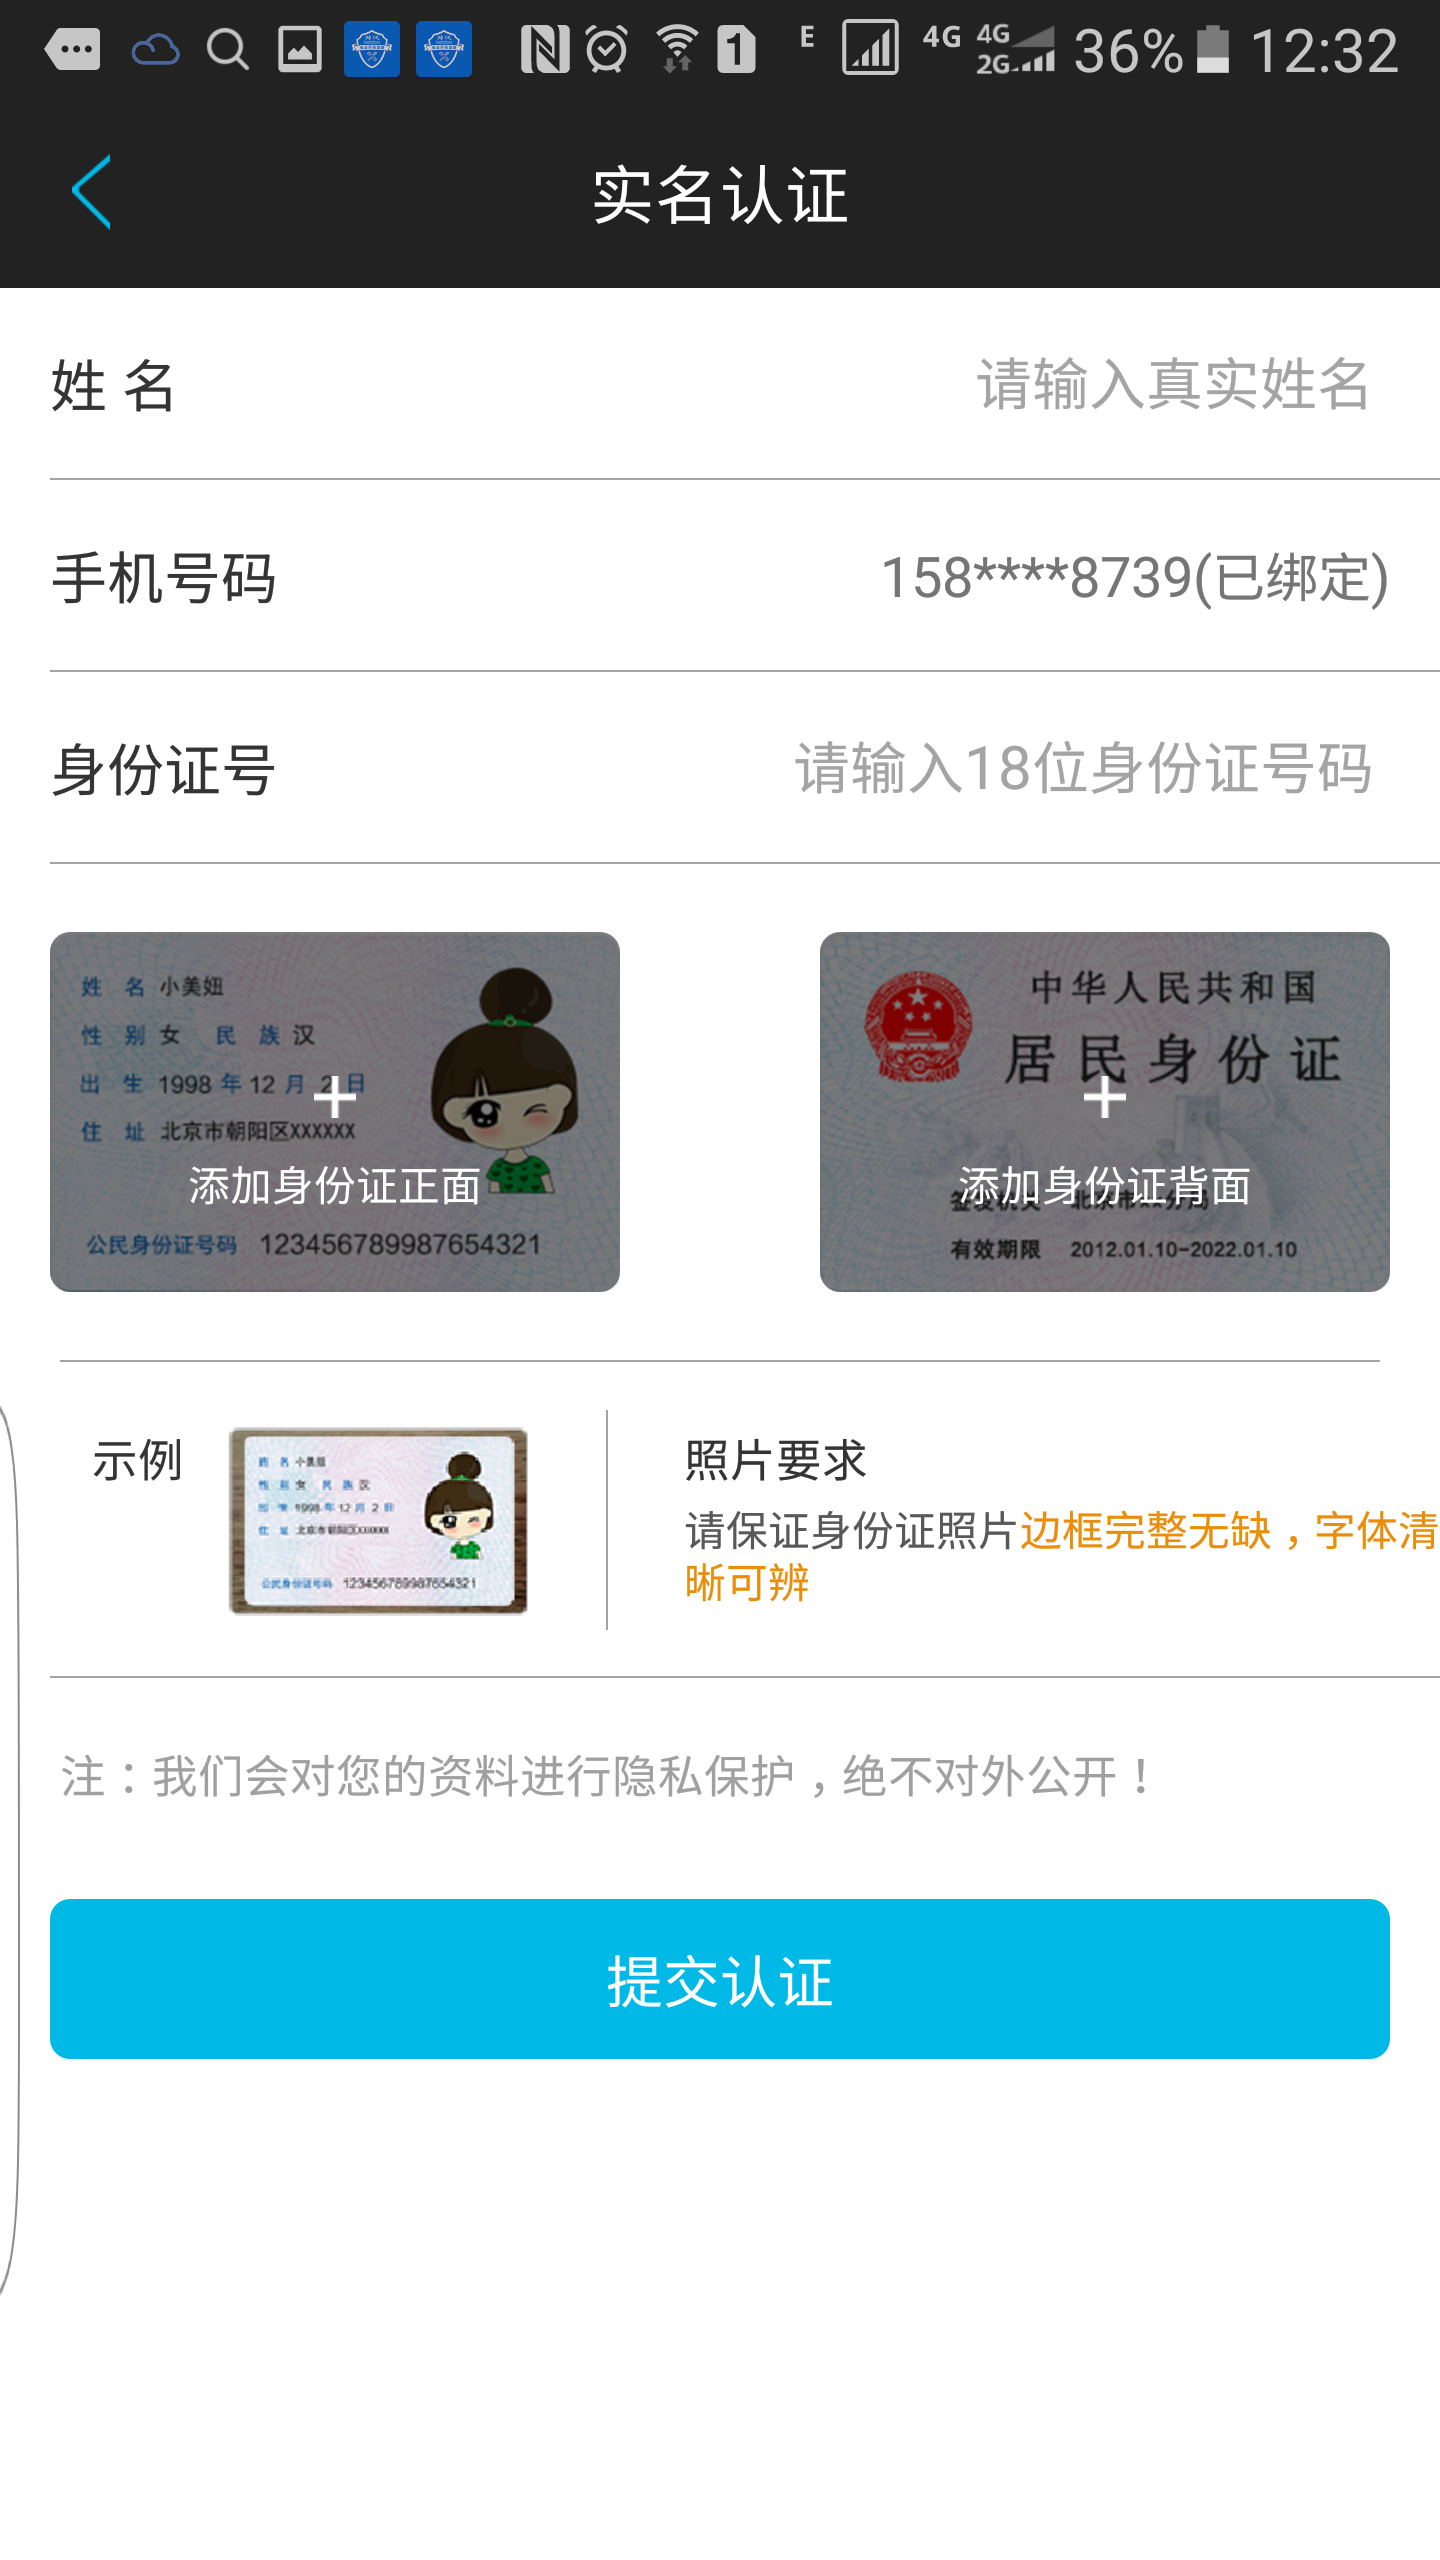 E 4G 4G 2G 36% 12:32
实名认证
姓 名 请输入真实姓名
手机号码 158****8739(已绑定)
身份证号 请输入18位身份证号码
姓 名 小美妞
性 别 女 民 族 汉
出 生 1998 年 12 月 2 日
住 址 北京市朝阳区XXXXXX
添加身份证正面
公民身份证号码 123456789987654321
中华人民共和国
居民身份证
添加身份证背面
有效期限 2012.01.10-2022.01.10
示例
姓 名 小美妞
性 别 女 民 族 汉
出 生 1998 年 12 月 2 日
住 址 北京市朝阳区XXXXXX
公民身份证号码 123456789987654321
照片要求
请保证身份证照片边框完整无缺，字体清
晰可辨
注：我们会对您的资料进行隐私保护，绝不对外公开！
提交认证